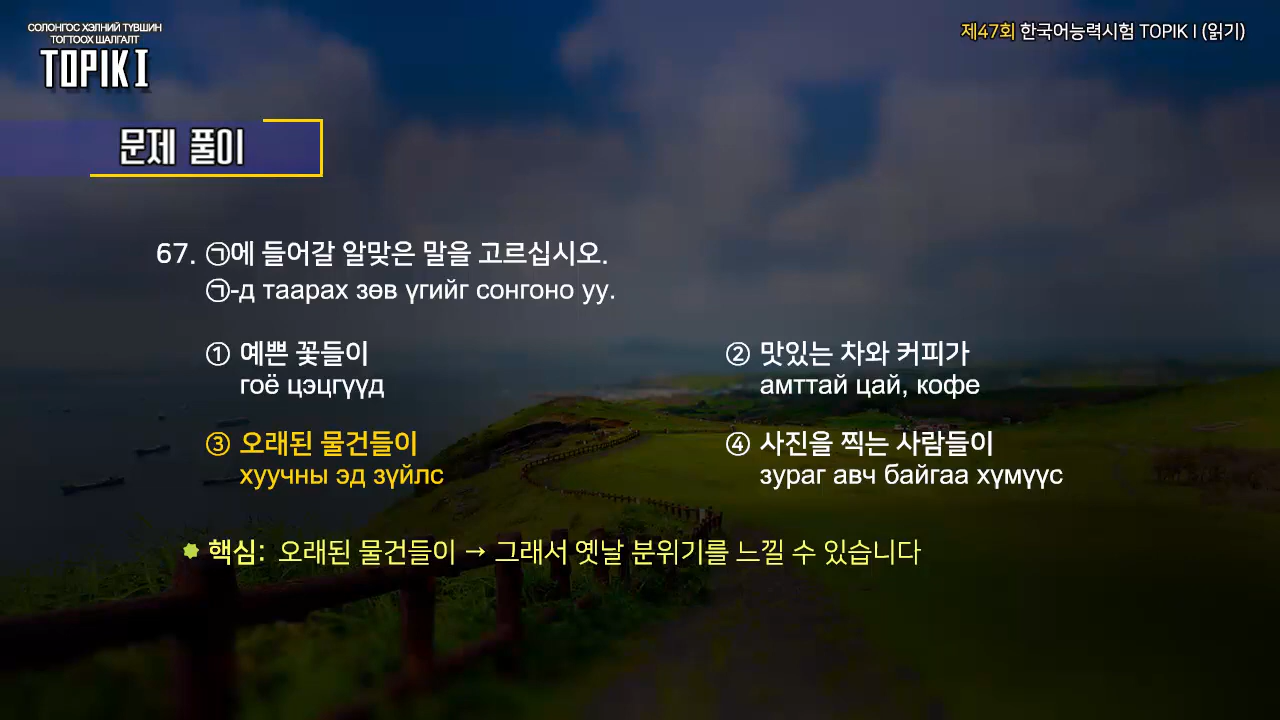 СОЛОНГОС ХЭЛНИЙ ТҮВШИН
ТОГТООХ ШАЛГАЛТ
TOPIK I
제47회 한국어능력시험 TOPIK I (읽기)
문제 풀이
67. ㉠에 들어갈 알맞은 말을 고르십시오.
㉠-д таарах зөв үгийг сонгоно уу.
① 예쁜 꽃들이
гоё цэцгүүд
② 맛있는 차와 커피가
амттай цай, кофе
③ 오래된 물건들이
хуучны эд зүйлс
④ 사진을 찍는 사람들이
зураг авч байгаа хүмүүс
핵심: 오래된 물건들이 → 그래서 옛날 분위기를 느낄 수 있습니다